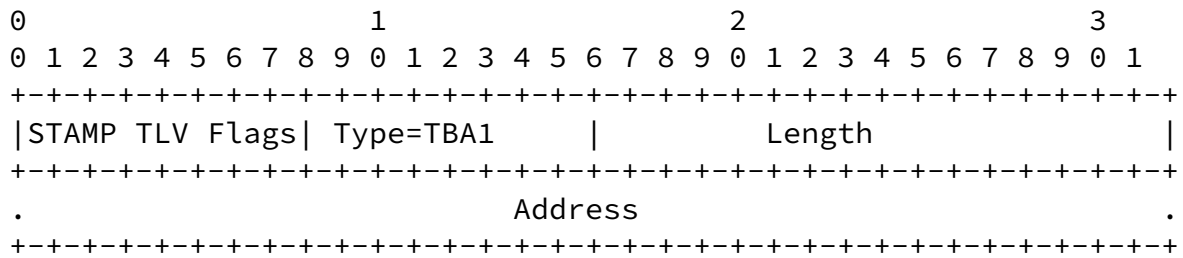 0                   1                   2                   3
0 1 2 3 4 5 6 7 8 9 0 1 2 3 4 5 6 7 8 9 0 1 2 3 4 5 6 7 8 9 0 1
+-+-+-+-+-+-+-+-+-+-+-+-+-+-+-+-+-+-+-+-+-+-+-+-+-+-+-+-+-+-+-+-+
|STAMP TLV Flags| Type=TBA1     |         Length                |
+-+-+-+-+-+-+-+-+-+-+-+-+-+-+-+-+-+-+-+-+-+-+-+-+-+-+-+-+-+-+-+-+
.                           Address                             .
+-+-+-+-+-+-+-+-+-+-+-+-+-+-+-+-+-+-+-+-+-+-+-+-+-+-+-+-+-+-+-+-+